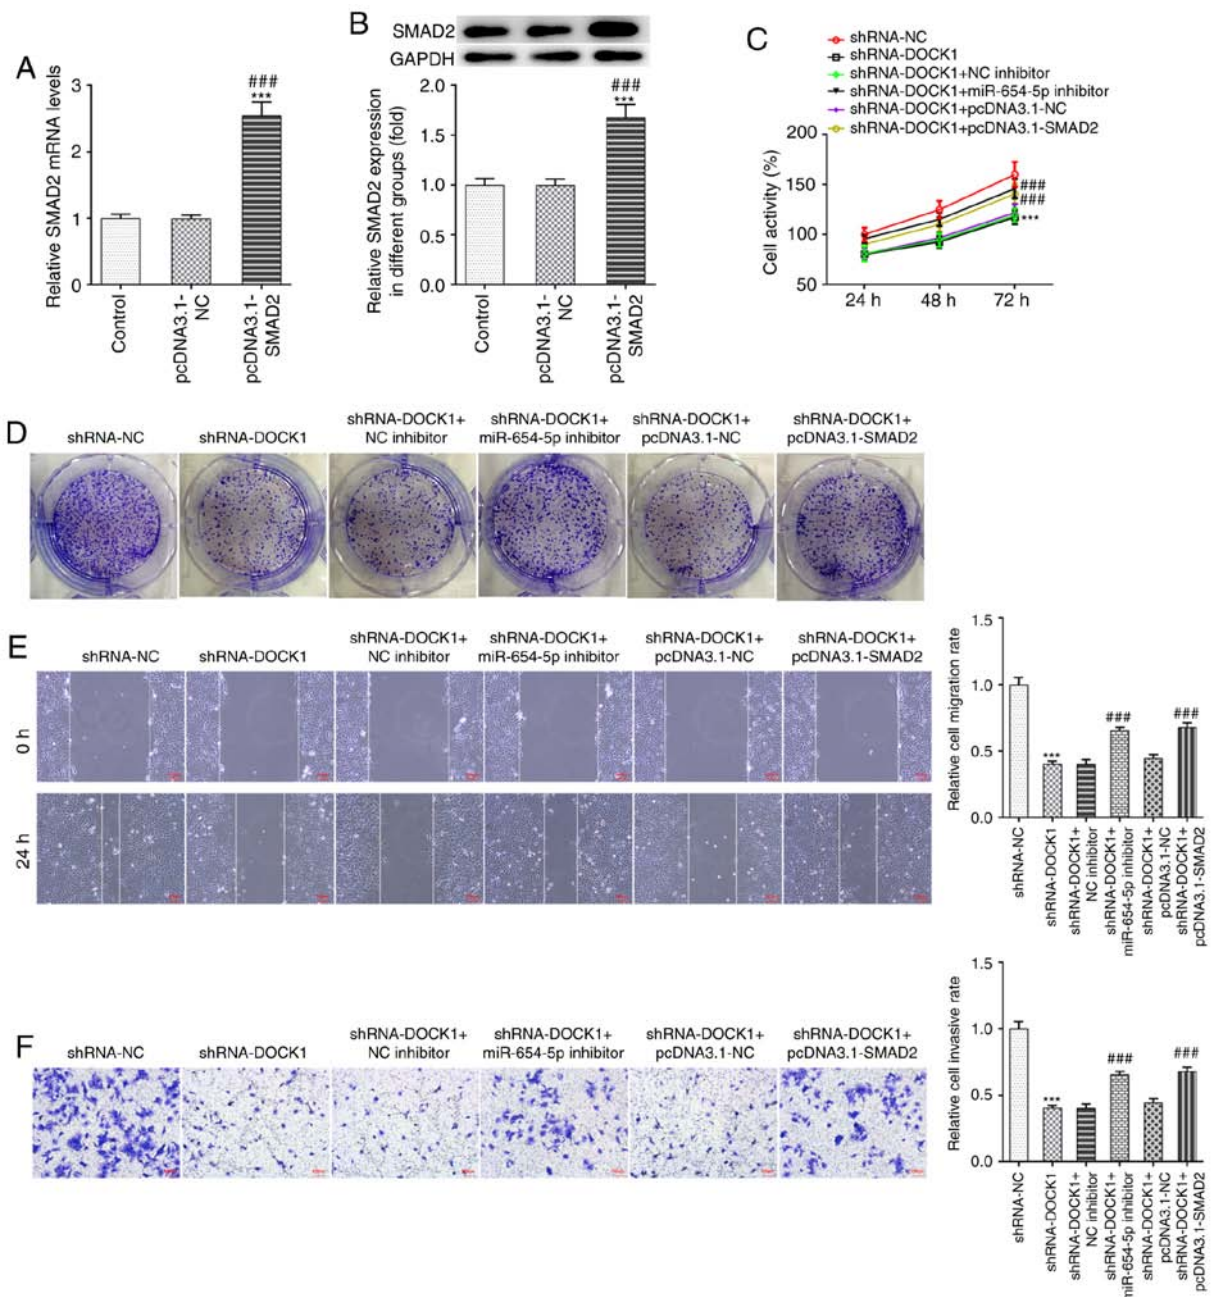 A
Relative SMAD2 mRNA levels
3
2
1
0
###
***
Control
pcDNA3.1-
NC
pcDNA3.1-
SMAD2
B
SMAD2
GAPDH
Relative SMAD2 expression
in different groups (fold)
2.0
1.5
1.0
0.5
0.0
###
***
Control
pcDNA3.1-
NC
pcDNA3.1-
SMAD2
C
shRNA-NC
shRNA-DOCK1
shRNA-DOCK1+NC inhibitor
shRNA-DOCK1+miR-654-5p inhibitor
shRNA-DOCK1+pcDNA3.1-NC
shRNA-DOCK1+pcDNA3.1-SMAD2
Cell activity (%)
200
150
100
50
###
###
***
24 h
48 h
72 h
D
shRNA-NC
shRNA-DOCK1
shRNA-DOCK1+
NC inhibitor
shRNA-DOCK1+
miR-654-5p inhibitor
shRNA-DOCK1+
pcDNA3.1-NC
shRNA-DOCK1+
pcDNA3.1-SMAD2
E
shRNA-NC
shRNA-DOCK1
shRNA-DOCK1+
NC inhibitor
shRNA-DOCK1+
miR-654-5p inhibitor
shRNA-DOCK1+
pcDNA3.1-NC
shRNA-DOCK1+
pcDNA3.1-SMAD2
0 h
24 h
Relative cell migration rate
1.5
1.0
0.5
0.0
***
###
###
shRNA-NC
shRNA-DOCK1
shRNA-DOCK1+
NC inhibitor
shRNA-DOCK1+
miR-654-5p inhibitor
shRNA-DOCK1+
pcDNA3.1-NC
shRNA-DOCK1+
pcDNA3.1-SMAD2
F
shRNA-NC
shRNA-DOCK1
shRNA-DOCK1+
NC inhibitor
shRNA-DOCK1+
miR-654-5p inhibitor
shRNA-DOCK1+
pcDNA3.1-NC
shRNA-DOCK1+
pcDNA3.1-SMAD2
Relative cell invasive rate
1.5
1.0
0.5
0.0
***
###
###
shRNA-NC
shRNA-DOCK1
shRNA-DOCK1+
NC inhibitor
shRNA-DOCK1+
miR-654-5p inhibitor
shRNA-DOCK1+
pcDNA3.1-NC
shRNA-DOCK1+
pcDNA3.1-SMAD2